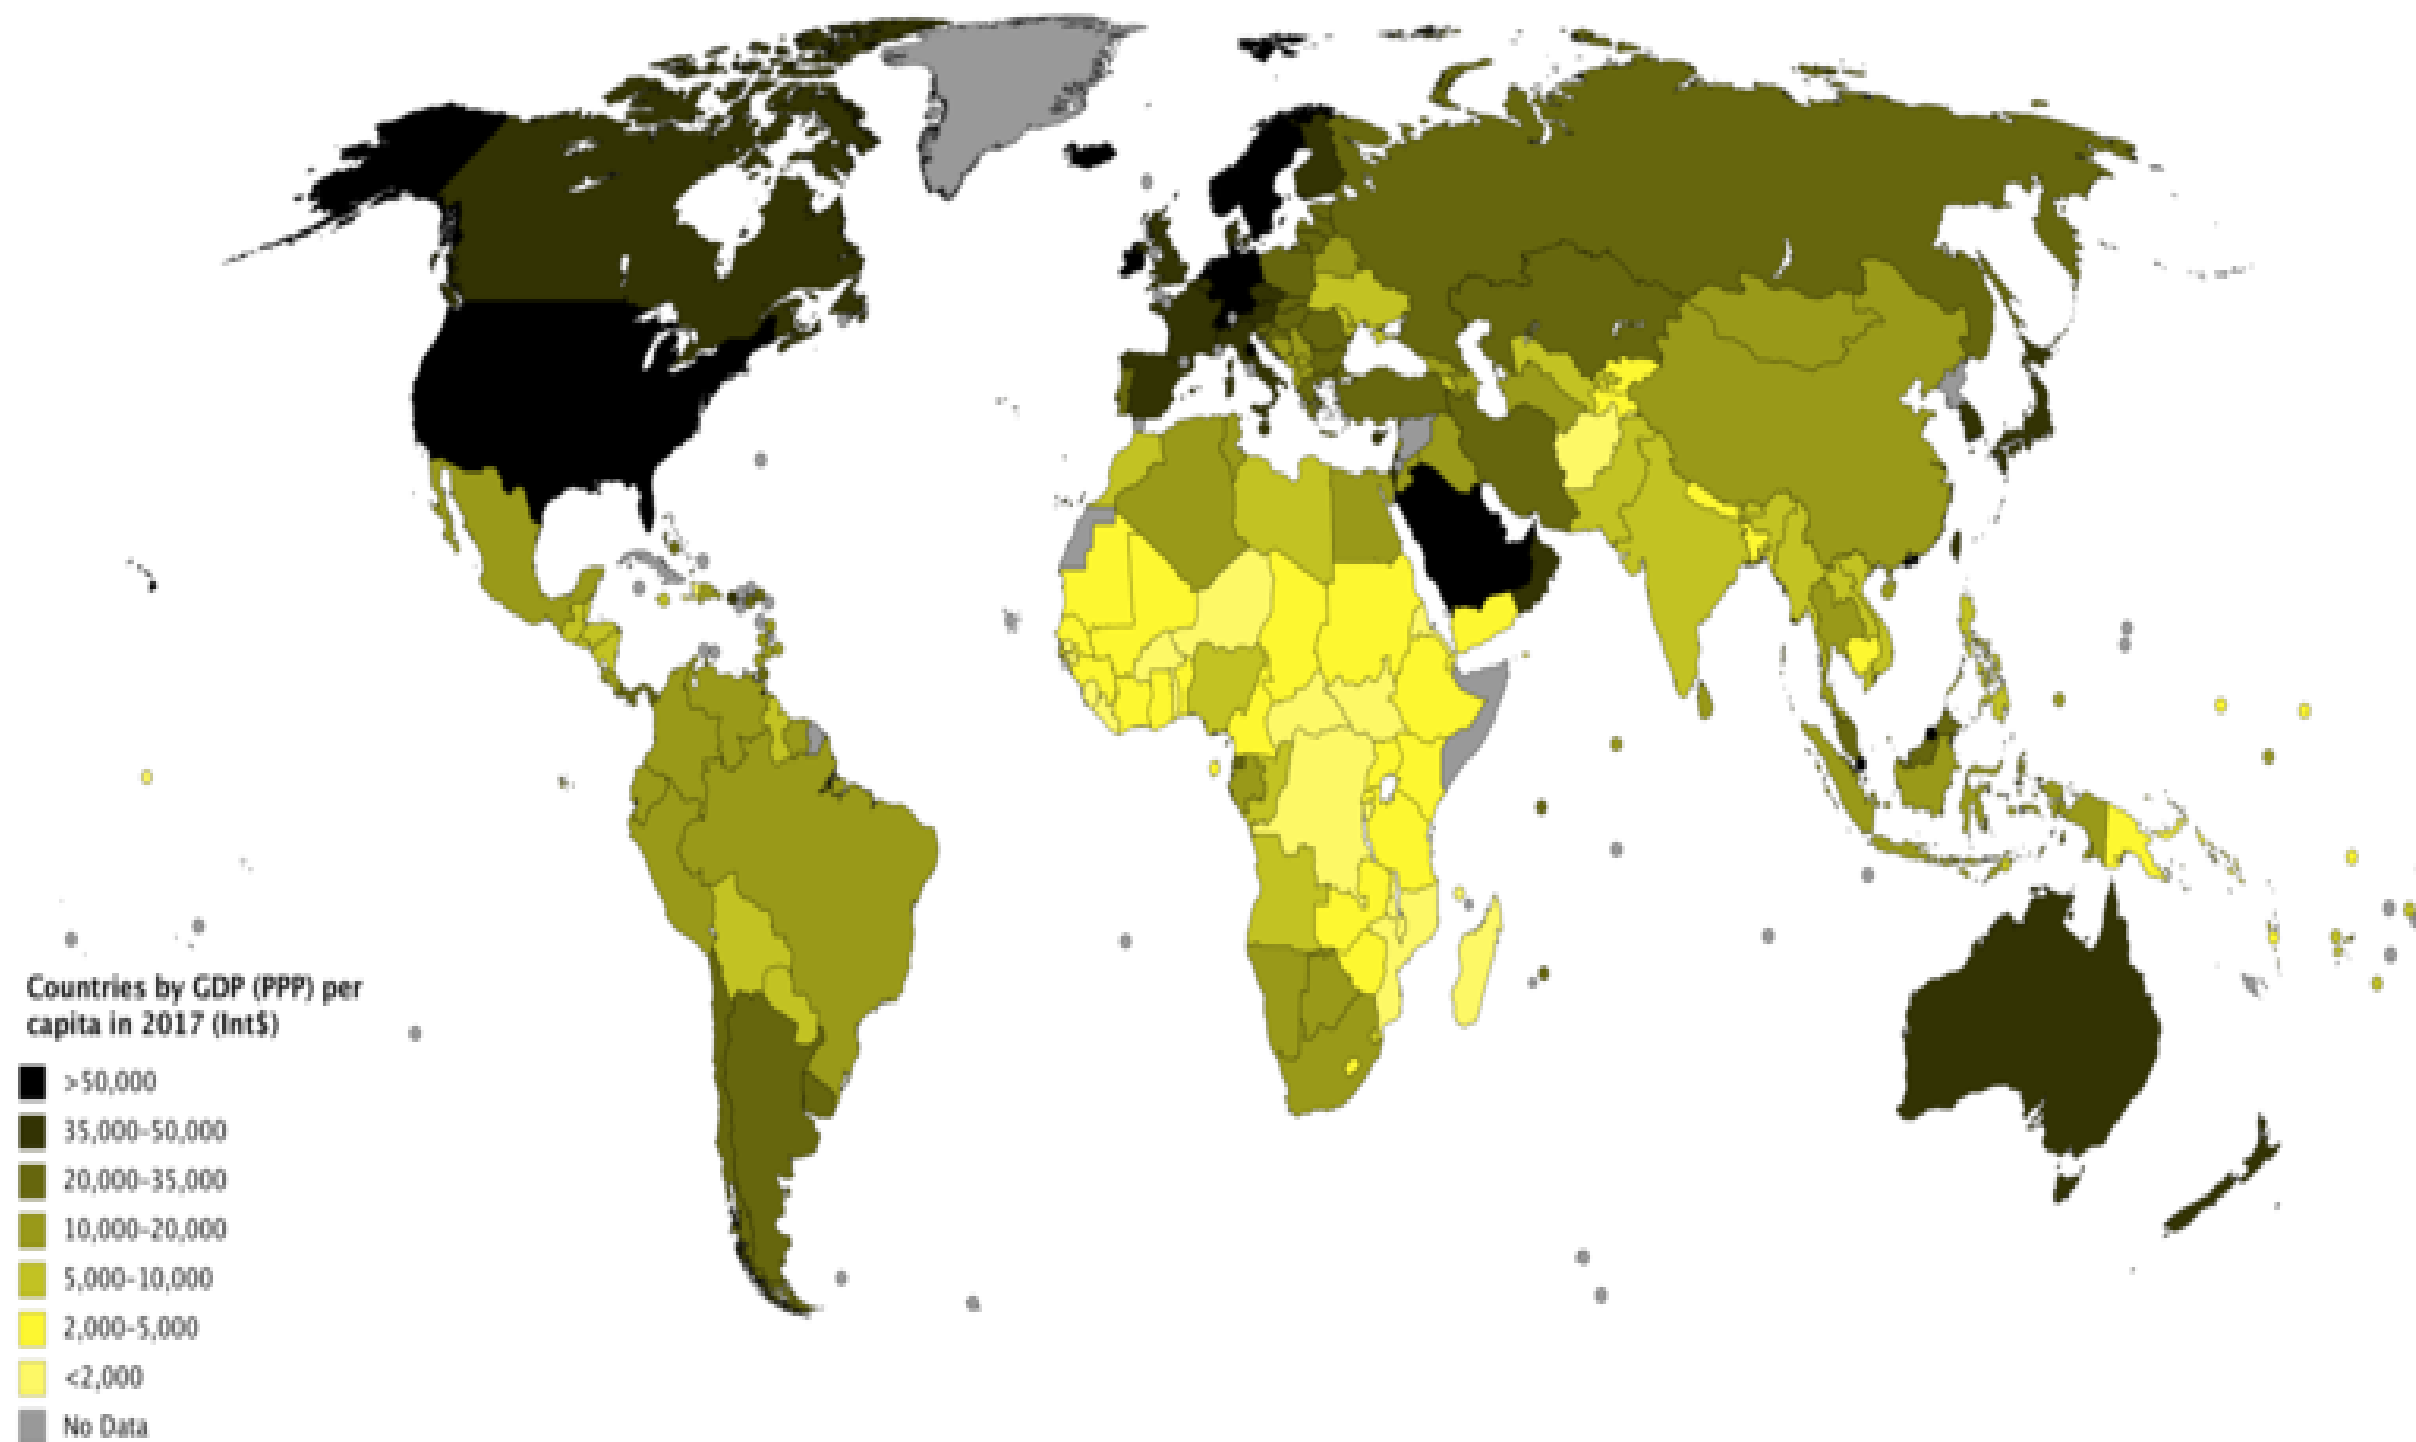 Countries by GDP (PPP) per
capita in 2017 (Int$)
>50,000
35,000-50,000
20,000-35,000
10,000-20,000
5,000-10,000
2,000-5,000
<2,000
No Data